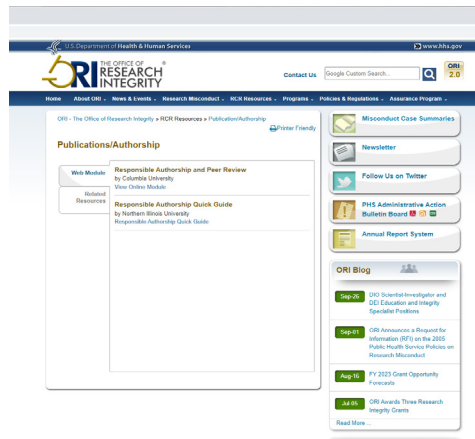 U.S. Department of Health & Human Services
www.hhs.gov
ORI
THE OFFICE OF
RESEARCH
INTEGRITY
®
Contact Us
Google Custom Search...
ORI
2.0
Home About ORI News & Events Research Misconduct RCR Resources Programs Policies & Regulations Assurance Program
ORI - The Office of Research Integrity » RCR Resources » Publication/Authorship
Printer Friendly
Publications/Authorship
Web Module
Related
Resources
Responsible Authorship and Peer Review
by Columbia University
View Online Module
Responsible Authorship Quick Guide
by Northern Illinois University
Responsible Authorship Quick Guide
Misconduct Case Summaries
Newsletter
Follow Us on Twitter
PHS Administrative Action
Bulletin Board
Annual Report System
ORI Blog
Sep-26
DIO Scientist-Investigator and
DEI Education and Integrity
Specialist Positions
Sep-01
ORI Announces a Request for
Information (RFI) on the 2005
Public Health Service Policies on
Research Misconduct
Aug-16
FY 2023 Grant Opportunity
Forecasts
Jul-05
ORI Awards Three Research
Integrity Grants
Read More...